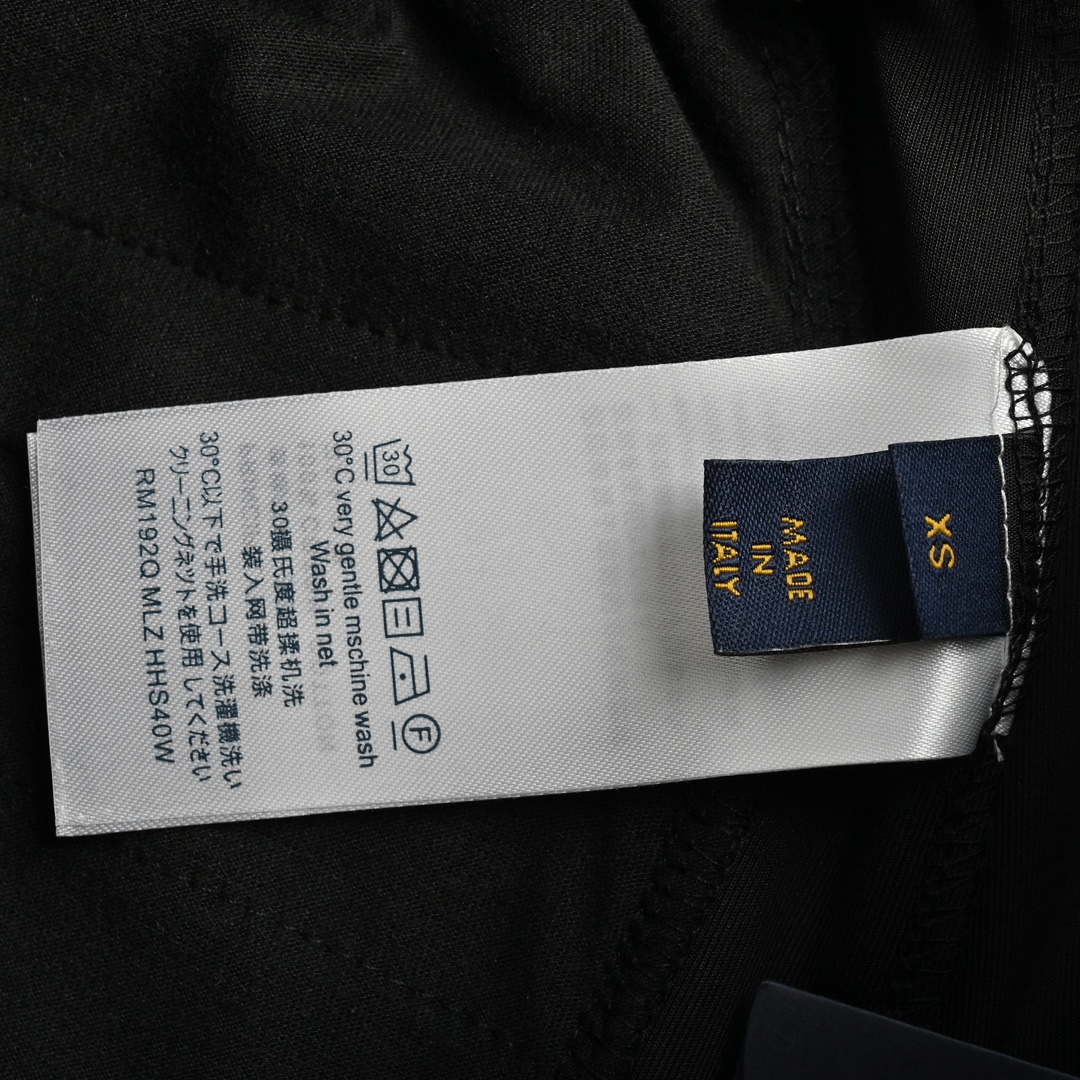 XS
MADE
IN
ITALY
30
F
30°C very gentle mschine wash
Wash in net
30摄氏度超揉机洗
装入网带洗涤
30°C以下で手洗コース洗濯機洗い
クリーニングネツトを使用してください
RM192Q MLZ HHS40W